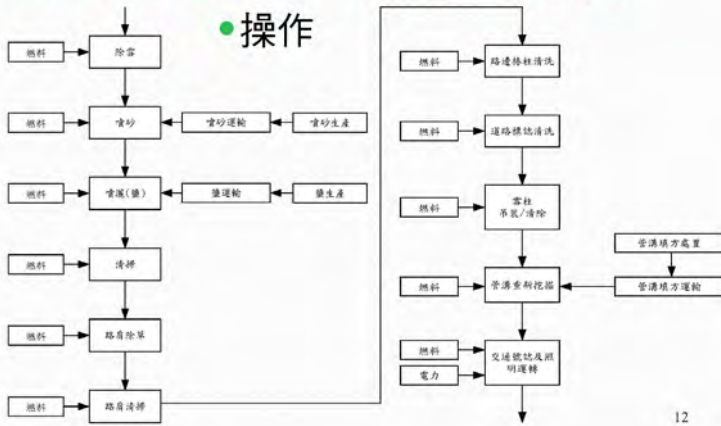 •操作
燃料
除雪
燃料
噴砂
噴砂運輸
噴砂生產
燃料
噴灑(鹽)
鹽運輸
鹽生產
燃料
清掃
燃料
路肩除草
燃料
路肩清掃
燃料
路邊捲柱清洗
燃料
道路標誌清洗
燃料
雪柱
吊裝/清除
管溝填方處置
燃料
管溝重新挖掘
管溝填方運輸
燃料
電力
交通號誌及照
明運轉
12